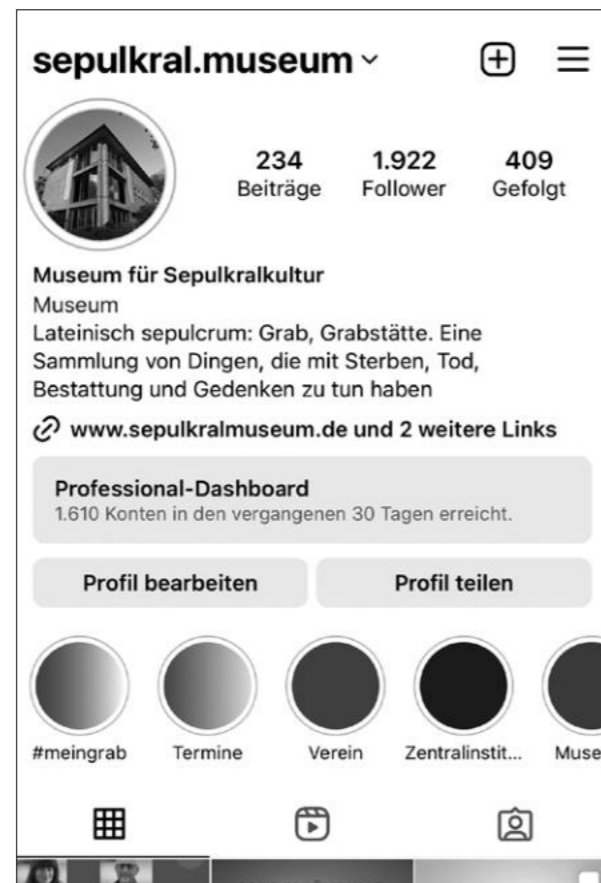 sepulkral.museum
234 1.922 409
Beiträge Follower Gefolgt
Museum für Sepulkralkultur
Museum
Lateinisch sepulcrum: Grab, Grabstätte. Eine
Sammlung von Dingen, die mit Sterben, Tod,
Bestattung und Gedenken zu tun haben
www.sepulkralmuseum.de und 2 weitere Links
Professional-Dashboard
1.610 Konten in den vergangenen 30 Tagen erreicht.
Profil bearbeiten Profil teilen
#meingrab Termine Verein Zentralinstit... Muse